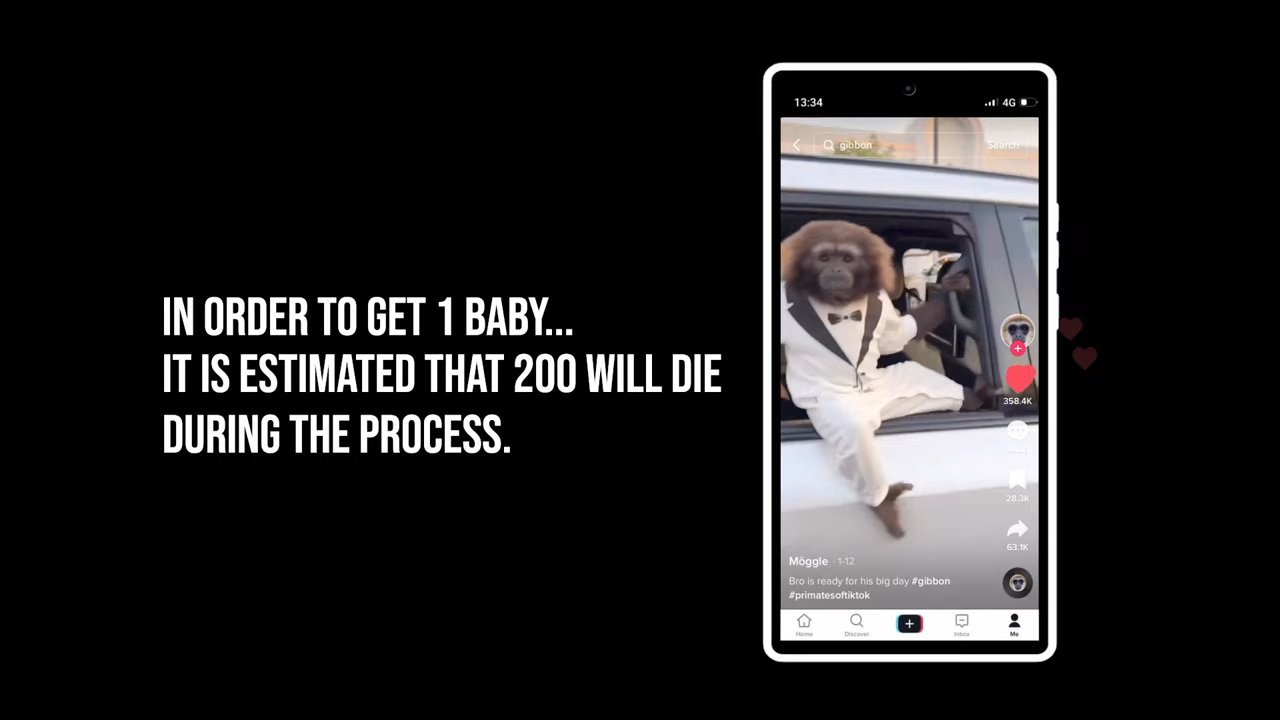 IN ORDER TO GET 1 BABY...
IT IS ESTIMATED THAT 200 WILL DIE
DURING THE PROCESS.
13:34
4G
gibbon
Search
358.4K
28.3K
63.1K
Möggle · 1-12
Bro is ready for his big day #gibbon
#primatesoftiktok
Home
Discover
Inbox
Me